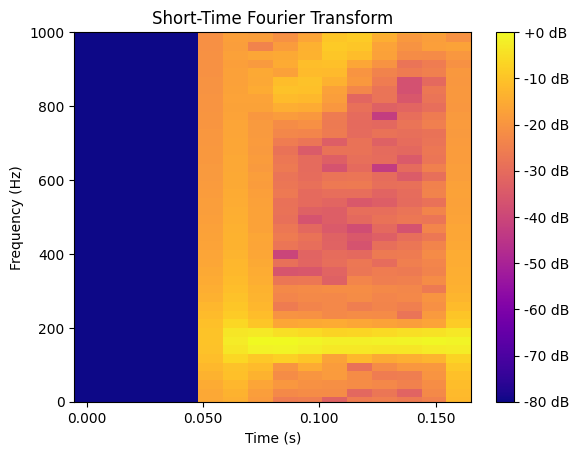 Short-Time Fourier Transform
1000
800
600
400
200
0
Frequency (Hz)
0.000
0.050
0.100
0.150
Time (s)
+0 dB
-10 dB
-20 dB
-30 dB
-40 dB
-50 dB
-60 dB
-70 dB
-80 dB